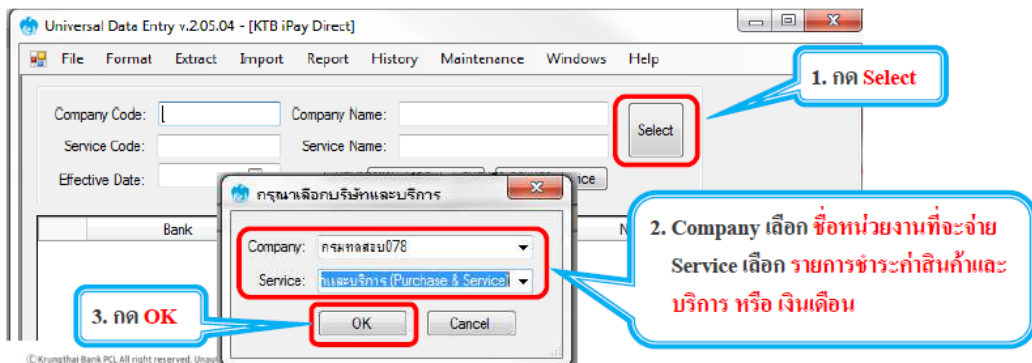 Universal Data Entry v.2.05.04 - [KTB iPay Direct]
File Format Extract Import Report History Maintenance Windows Help
1. กด Select
Company Code: Company Name:
Select
Service Code: Service Name:
Effective Date:
กรุณาเลือกบริษัทและบริการ
Bank
Company: กรมทดสอบ078
Service: และบริการ (Purchase & Service)
OK Cancel
2. Company เลือก ชื่อหน่วยงานที่จะจ่าย
Service เลือก รายการชำระค่าสินค้าและ
บริการ หรือ เงินเดือน
3. กด OK
© Krungthai Bank PCL All right reserved.